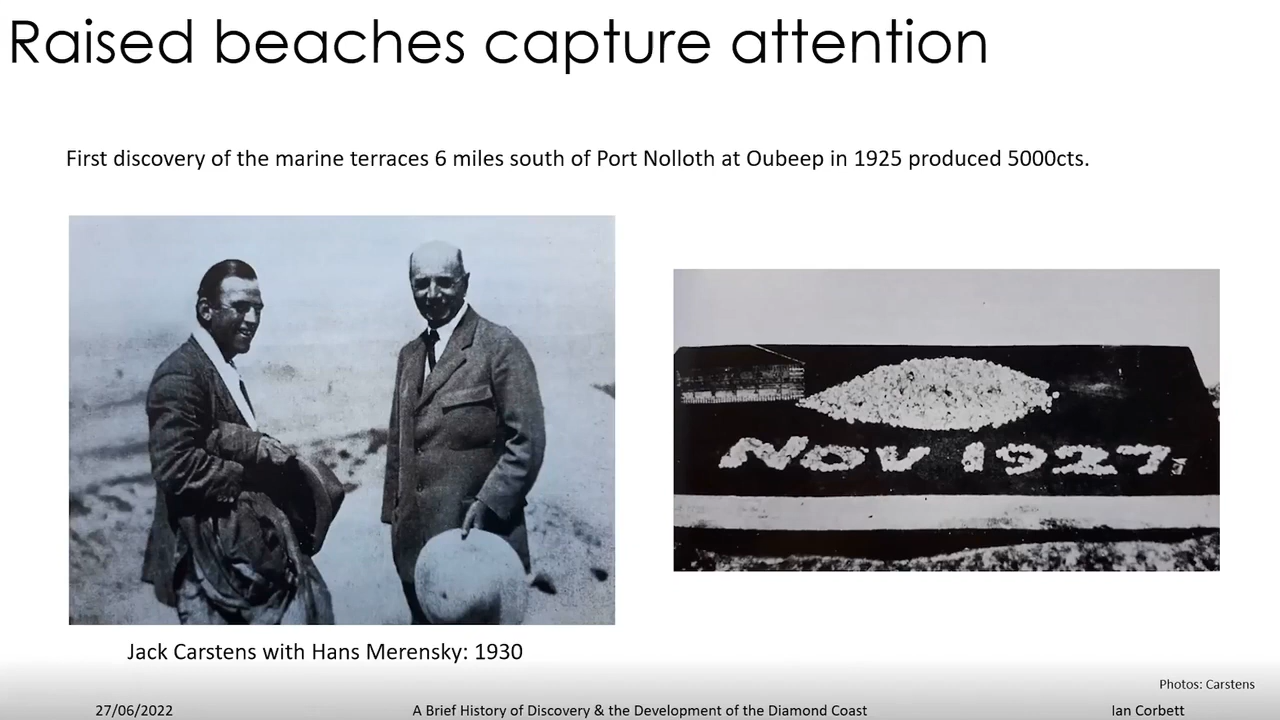 Raised beaches capture attention
First discovery of the marine terraces 6 miles south of Port Nolloth at Oubeep in 1925 produced 5000cts.
NOV 1927
Jack Carstens with Hans Merensky: 1930
Photos: Carstens
27/06/2022
A Brief History of Discovery & the Development of the Diamond Coast
Ian Corbett